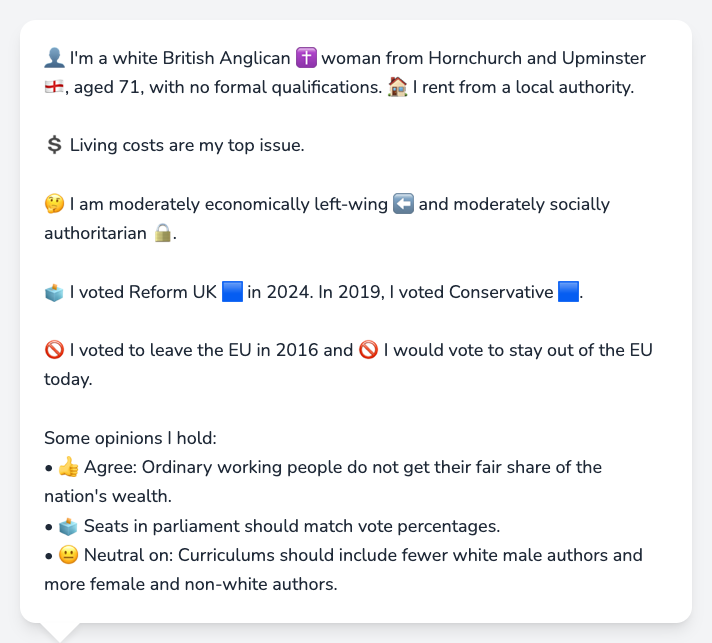 👤 I'm a white British Anglican ✝️ woman from Hornchurch and Upminster
🏴󠁧󠁢󠁥󠁮󠁧󠁿, aged 71, with no formal qualifications. 🏠 I rent from a local authority.
💲 Living costs are my top issue.
🤔 I am moderately economically left-wing ⬅️ and moderately socially
authoritarian 🔒.
🗳️ I voted Reform UK 🟦 in 2024. In 2019, I voted Conservative 🟦.
🚫 I voted to leave the EU in 2016 and 🚫 I would vote to stay out of the EU
today.
Some opinions I hold:
• 👍 Agree: Ordinary working people do not get their fair share of the
nation's wealth.
• 🗳️ Seats in parliament should match vote percentages.
• 😐 Neutral on: Curriculums should include fewer white male authors and
more female and non-white authors.